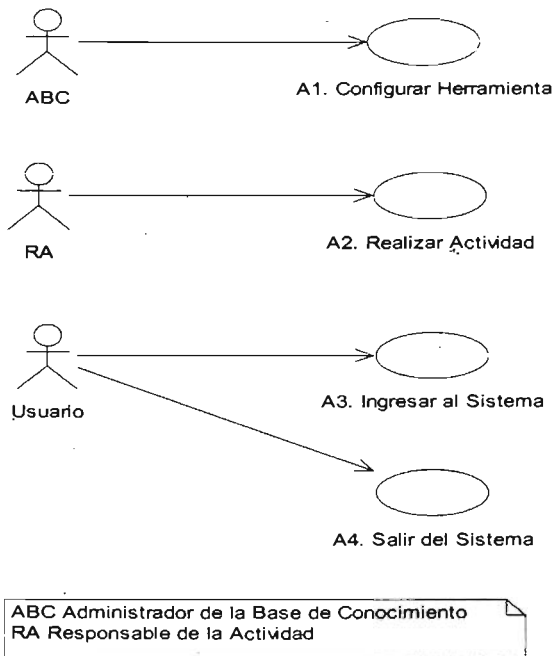 ABC
A1. Configurar Herramienta
RA
A2. Realizar Actividad
Usuario
A3. Ingresar al Sistema
A4. Salir del Sistema
ABC Administrador de la Base de Conocimiento
RA Responsable de la Actividad